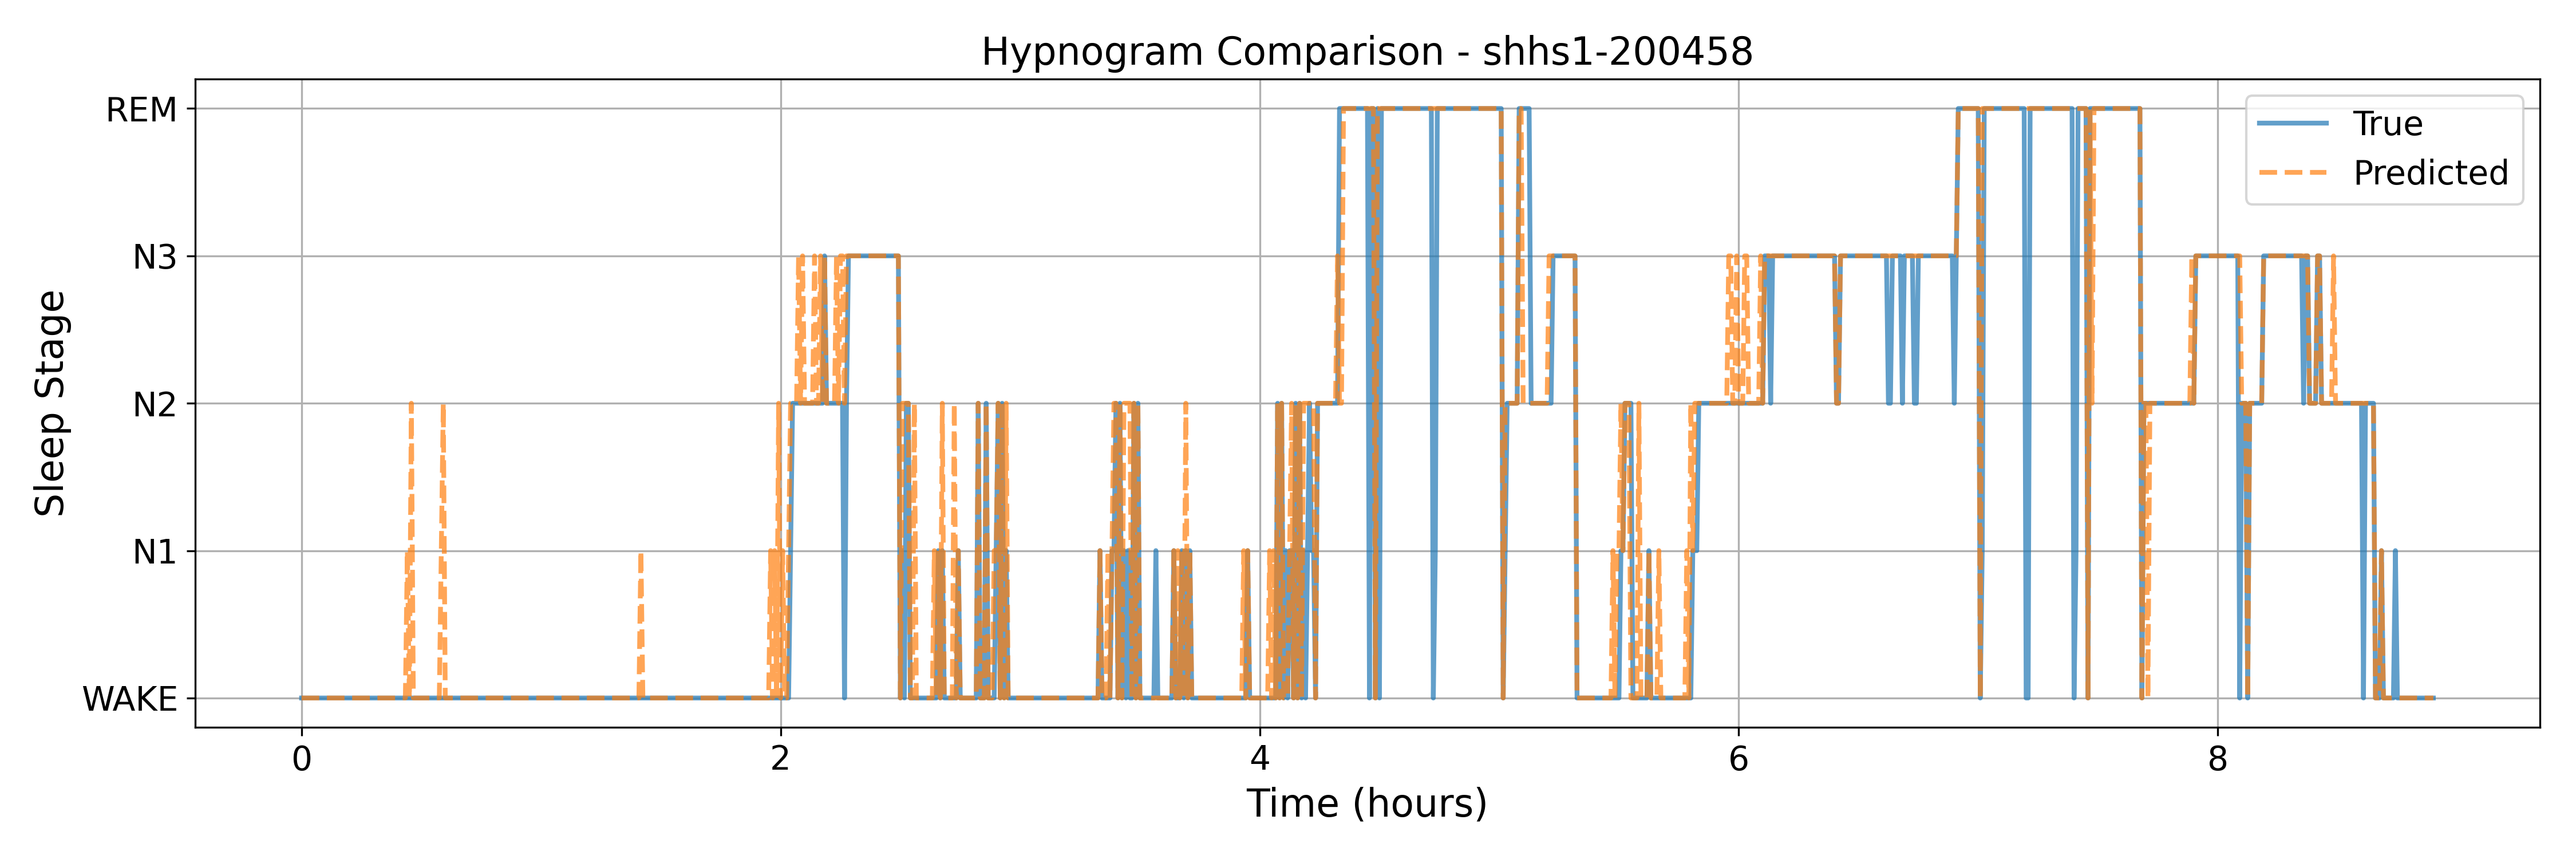 Hypnogram Comparison - shhs1-200458
REM
N3
N2
N1
WAKE
Sleep Stage
True
Predicted
0
2
4
6
8
Time (hours)